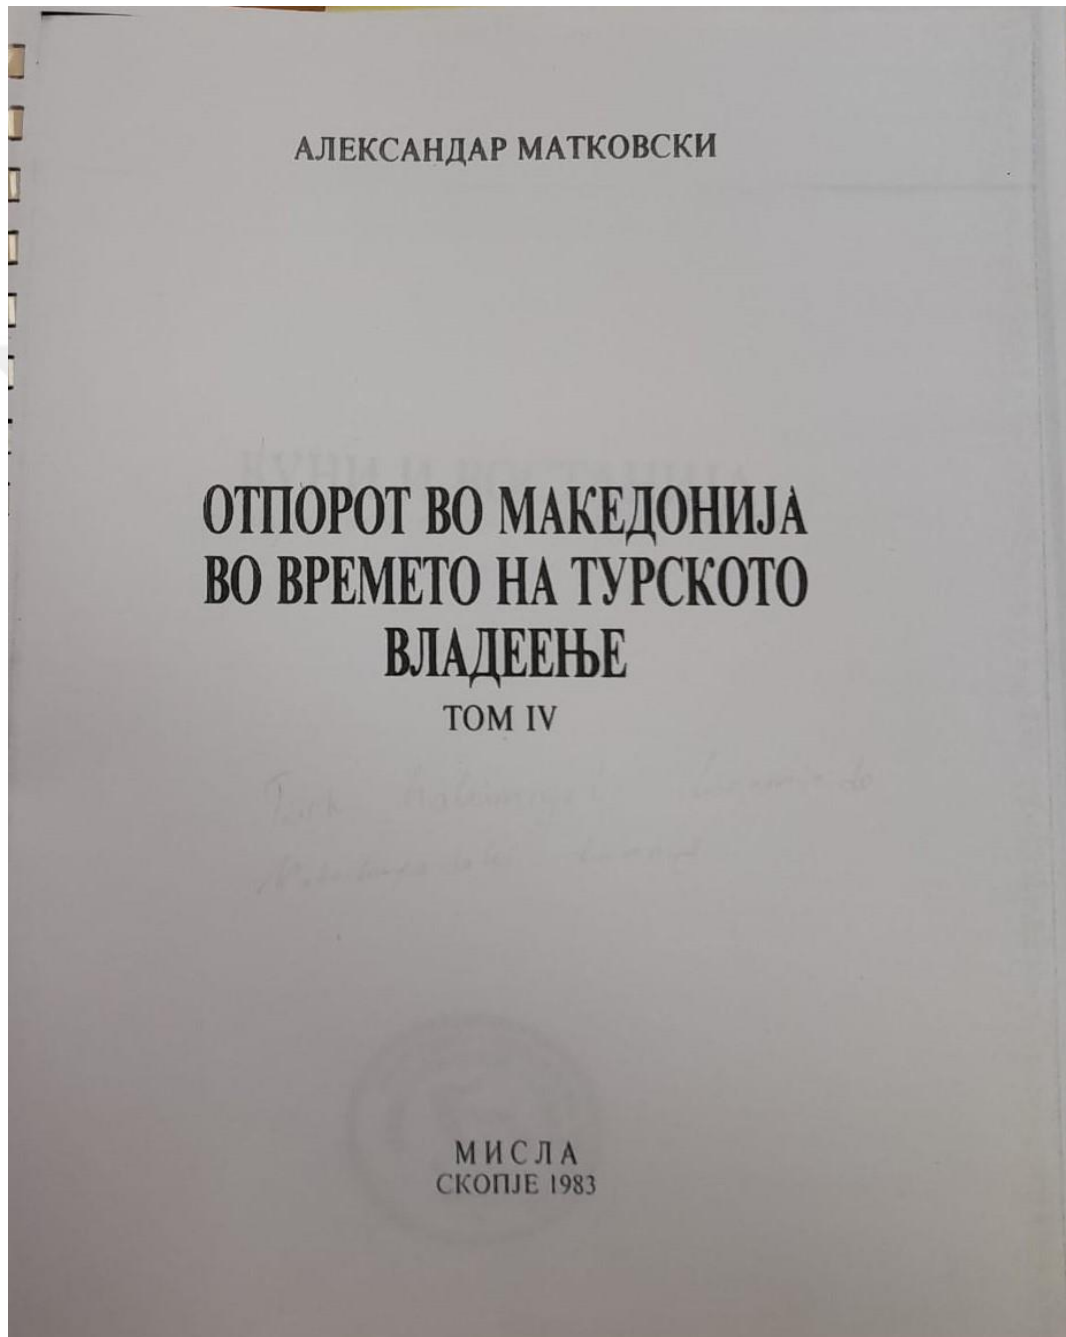 АЛЕКСАНДАР МАТКОВСКИ
ОТПОРОТ ВО МАКЕДОНИЈА
ВО ВРЕМЕТО НА ТУРСКОТО
ВЛАДЕЕЊЕ
ТОМ IV
МИСЛА
СКОПЈЕ 1983